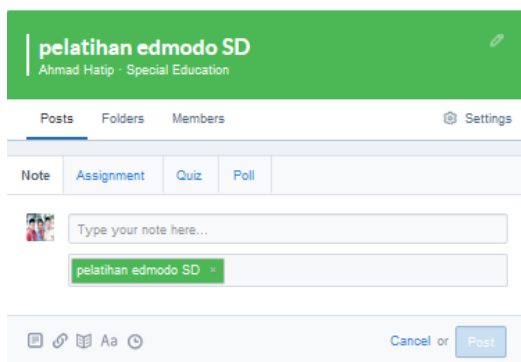 pelatihan edmodo SD
Ahmad Hatip · Special Education
Posts Folders Members Settings
Note Assignment Quiz Poll
Type your note here...
pelatihan edmodo SD ×
Aa Cancel or Post